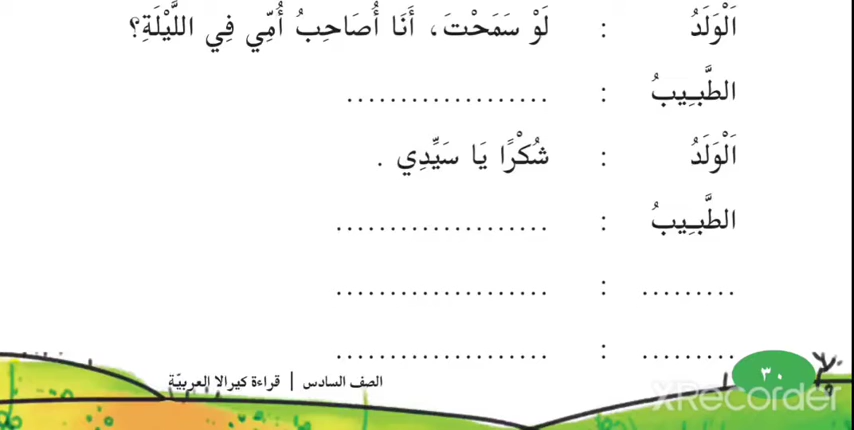 اَلْوَلَدُ : لَوْ سَمَحْتَ، أَنَا أُصَاحِبُ أُمِّي فِي اللَّيْلَةِ؟
الطَّبِيبُ : ...................
اَلْوَلَدُ : شُكْرًا يَا سَيِّدِي .
الطَّبِيبُ : ....................
......... : ....................
......... : ....................
٣٠
الصف السادس | قراءة كيرالا العربيّة
XRecorder